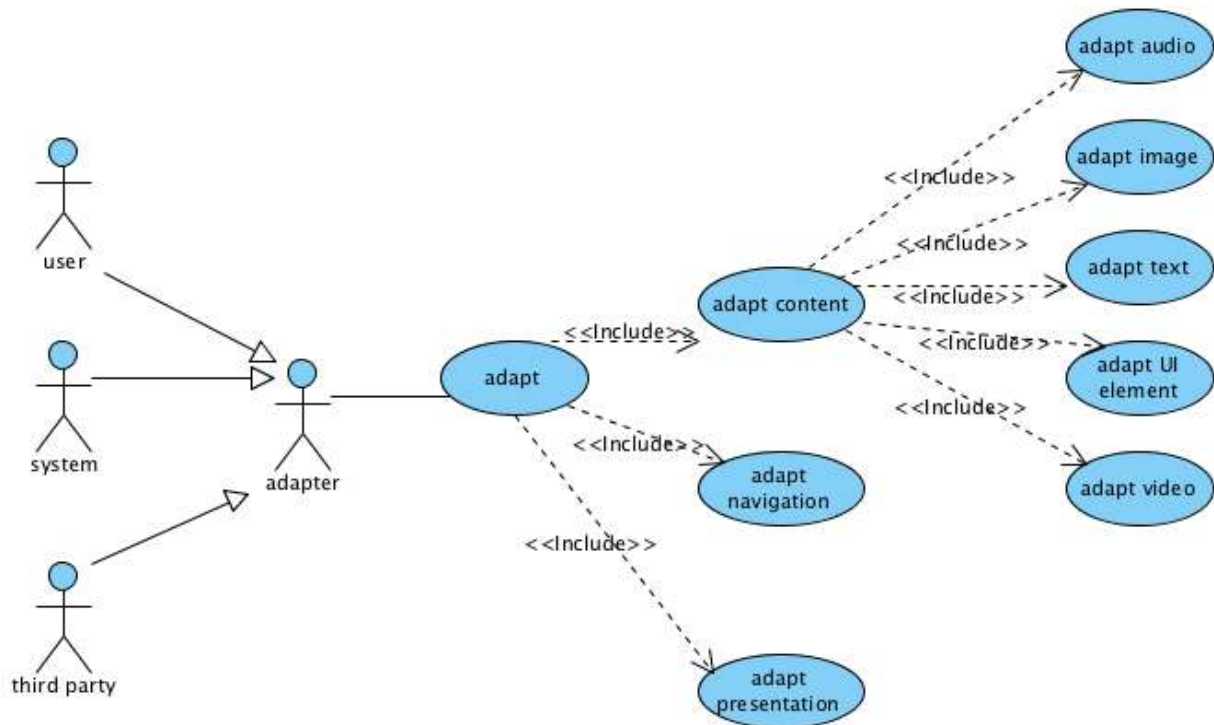 adapt audio
<<Include>>
adapt image
user
<<Include>>
adapt text
<<Include>>
adapt content
<<Include>>
<<Include>>
adapt UI
element
adapt
system
<<Include>>
adapter
<<Include>>
adapt
navigation
adapt video
<<Include>>
third party
adapt
presentation